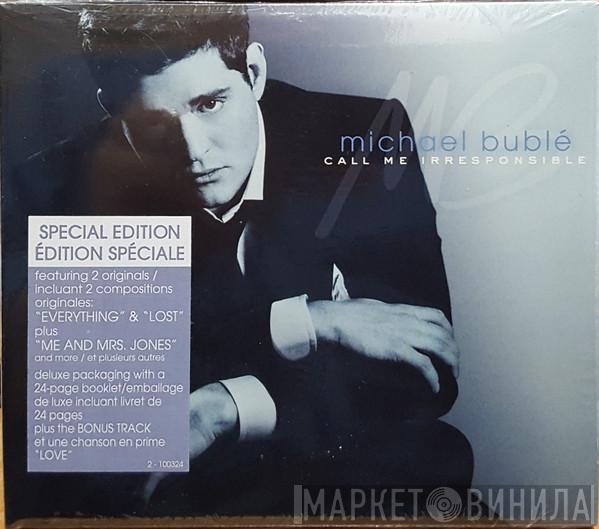 michael bublé
CALL ME IRRESPONSIBLE
MB
SPECIAL EDITION
ÉDITION SPÉCIALE
featuring 2 originals /
incluant 2 compositions
originales:
"EVERYTHING" & "LOST"
plus
"ME AND MRS. JONES"
and more / et plusieurs autres
deluxe packaging with a
24-page booklet/emballage
de luxe incluant livret de
24 pages
plus the BONUS TRACK
et une chanson en prime
"LOVE"
2 - 100324
МАРКЕТ ВИНИЛА